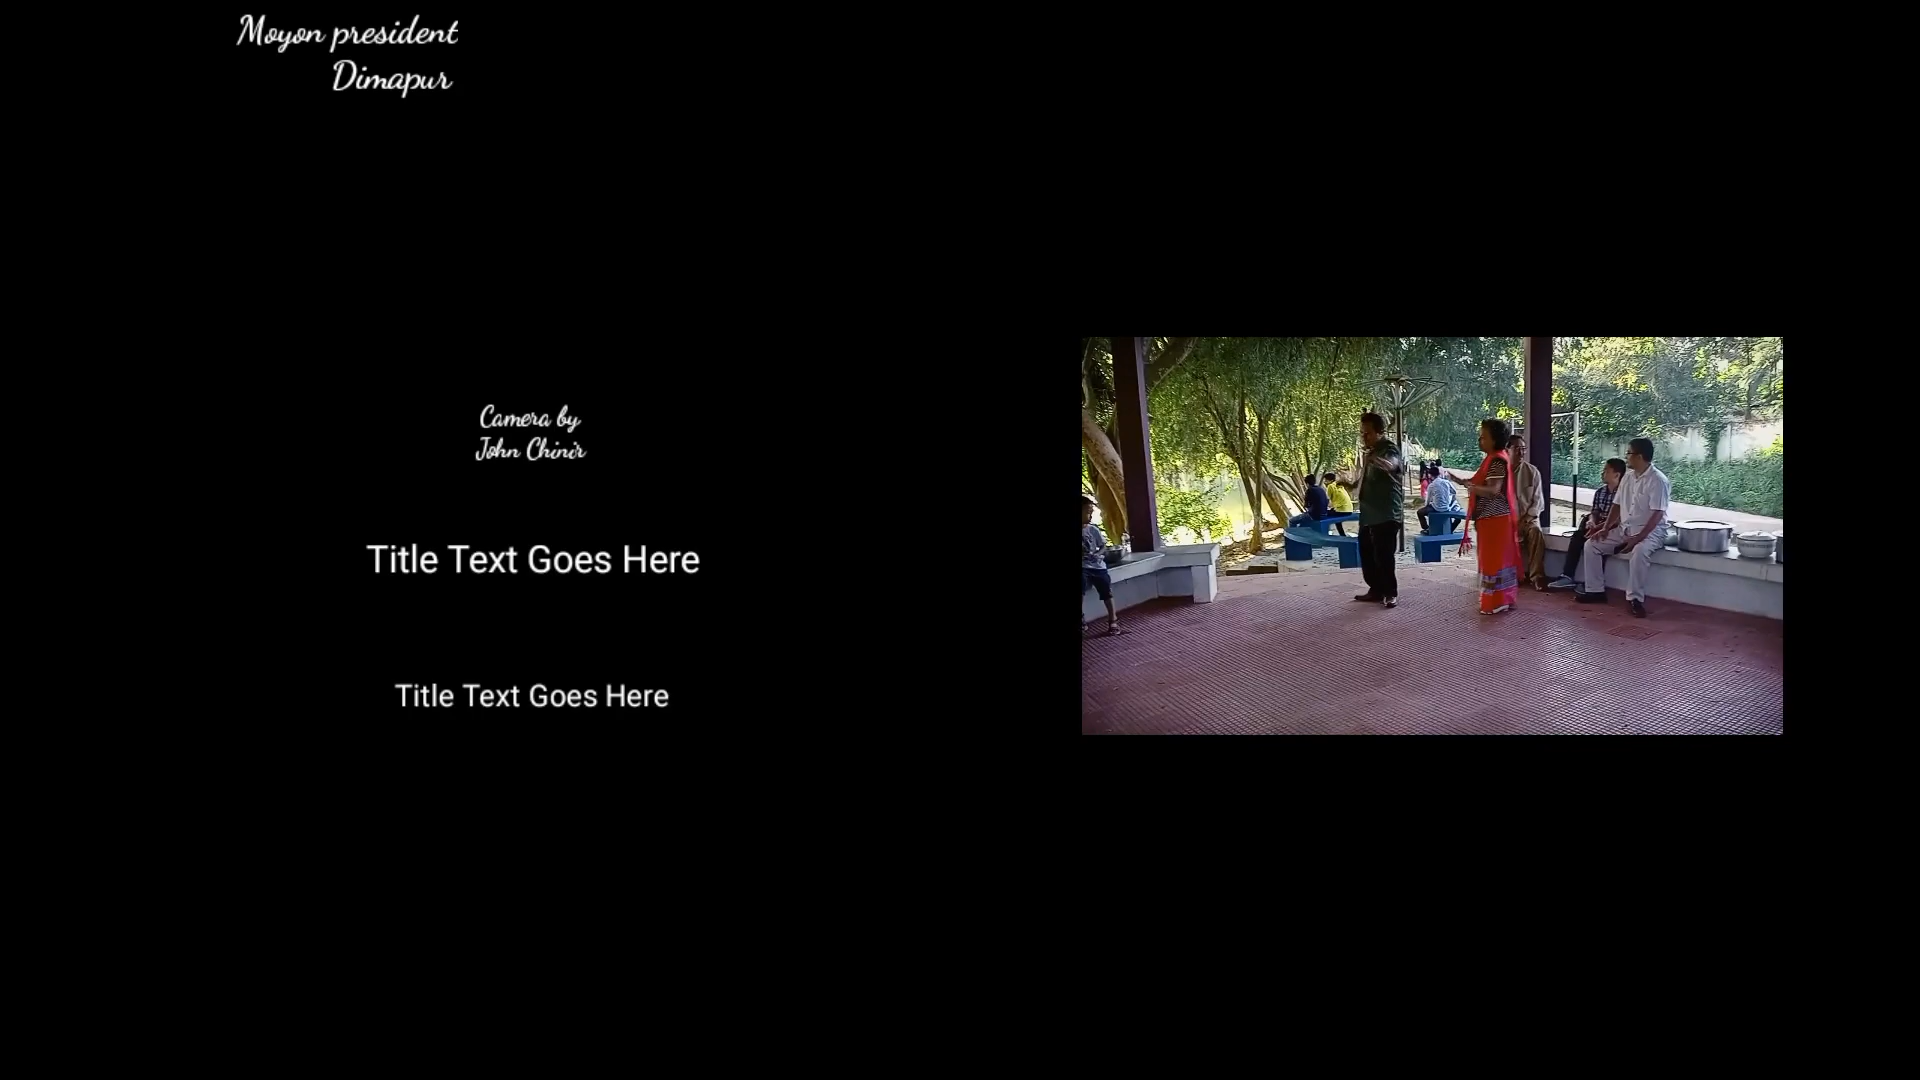 Moyon president
Dimapur
Camera by
John Chinir
Title Text Goes Here
Title Text Goes Here